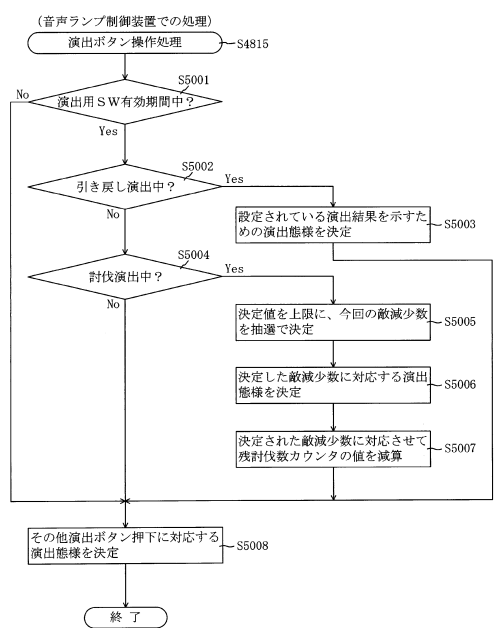 (音声ランプ制御装置での処理)
演出ボタン操作処理
S4815
S5001
No
演出用SW有効期間中?
Yes
S5002
引き戻し演出中?
Yes
No
設定されている演出結果を示すた
めの演出態様を決定
S5003
S5004
討伐演出中?
Yes
No
決定値を上限に、今回の敵減少数
を抽選で決定
S5005
決定した敵減少数に対応する演出
態様を決定
S5006
決定された敵減少数に対応させて
残討伐数カウンタの値を減算
S5007
その他演出ボタン押下に対応する
演出態様を決定
S5008
終了